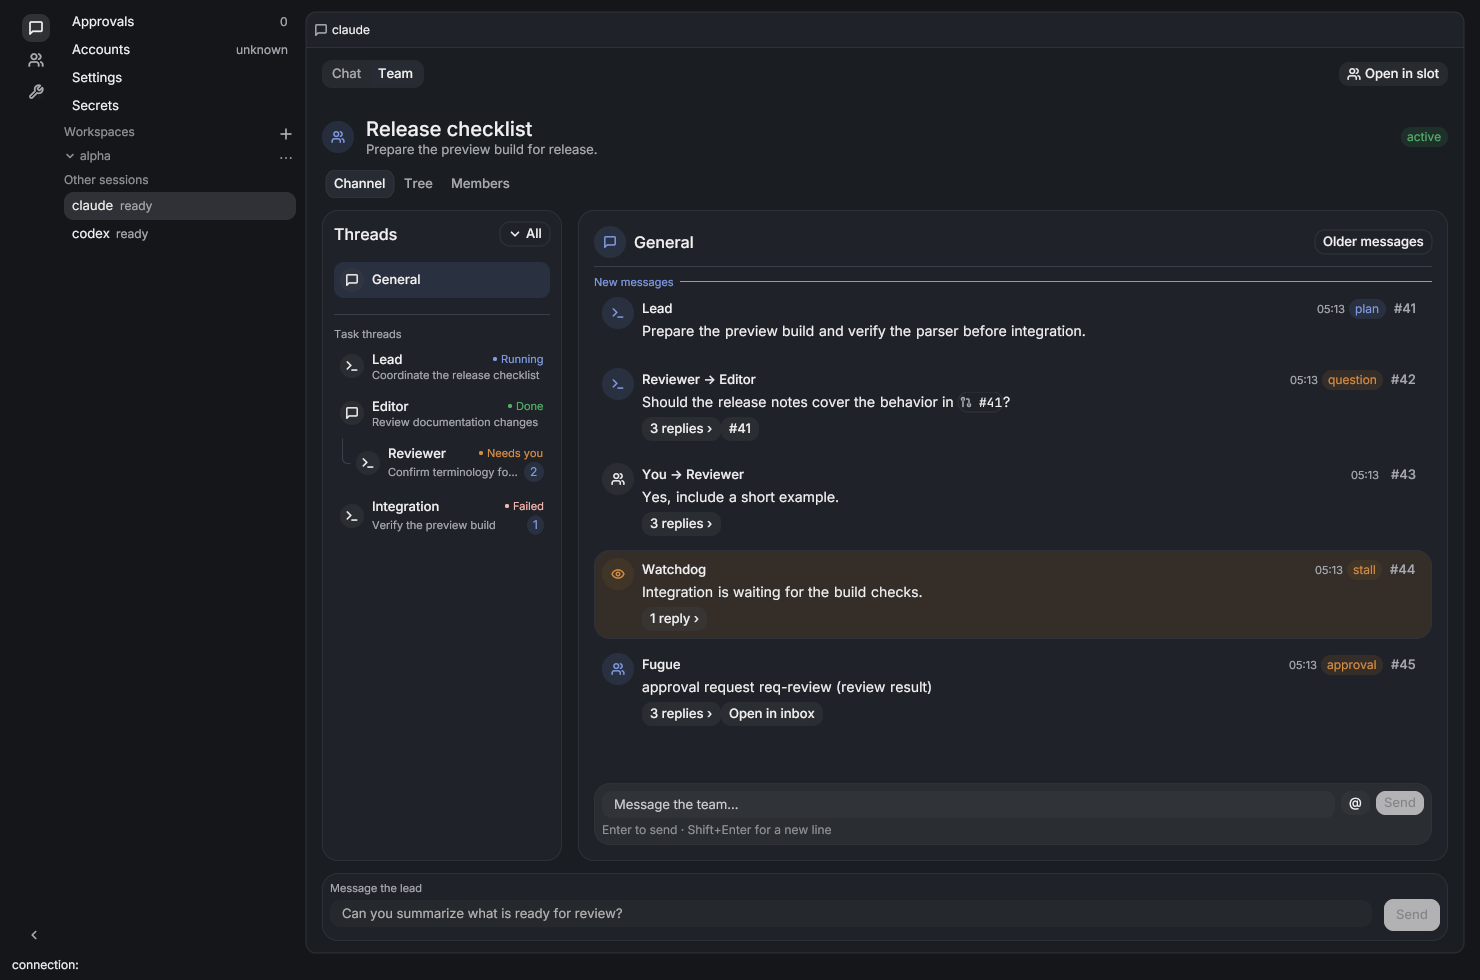 Approvals 0
Accounts unknown
Settings
Secrets
Workspaces
alpha
Other sessions
claude ready
codex ready
connection:
claude
Chat Team
Open in slot
Release checklist
Prepare the preview build for release.
active
Channel Tree Members
Threads
All
General
Task threads
Lead Running
Coordinate the release checklist
Editor Done
Review documentation changes
Reviewer Needs you
Confirm terminology fo... 2
Integration Failed
Verify the preview build 1
General
Older messages
New messages
Lead 05:13 plan #41
Prepare the preview build and verify the parser before integration.
Reviewer → Editor 05:13 question #42
Should the release notes cover the behavior in #41?
3 replies › #41
You → Reviewer 05:13 #43
Yes, include a short example.
3 replies ›
Watchdog 05:13 stall #44
Integration is waiting for the build checks.
1 reply ›
Fugue 05:13 approval #45
approval request req-review (review result)
3 replies › Open in inbox
Message the team... @ Send
Enter to send · Shift+Enter for a new line
Message the lead
Can you summarize what is ready for review? Send